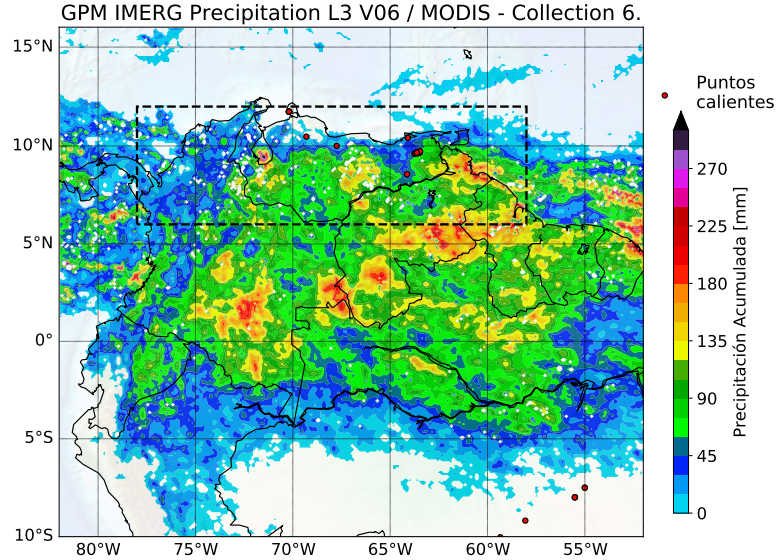 GPM IMERG Precipitation L3 V06 / MODIS - Collection 6.
15°N
10°N
5°N
0°
5°S
10°S
80°W
75°W
70°W
65°W
60°W
55°W
Puntos
calientes
270
225
180
135
90
45
0
Precipitación Acumulada [mm]